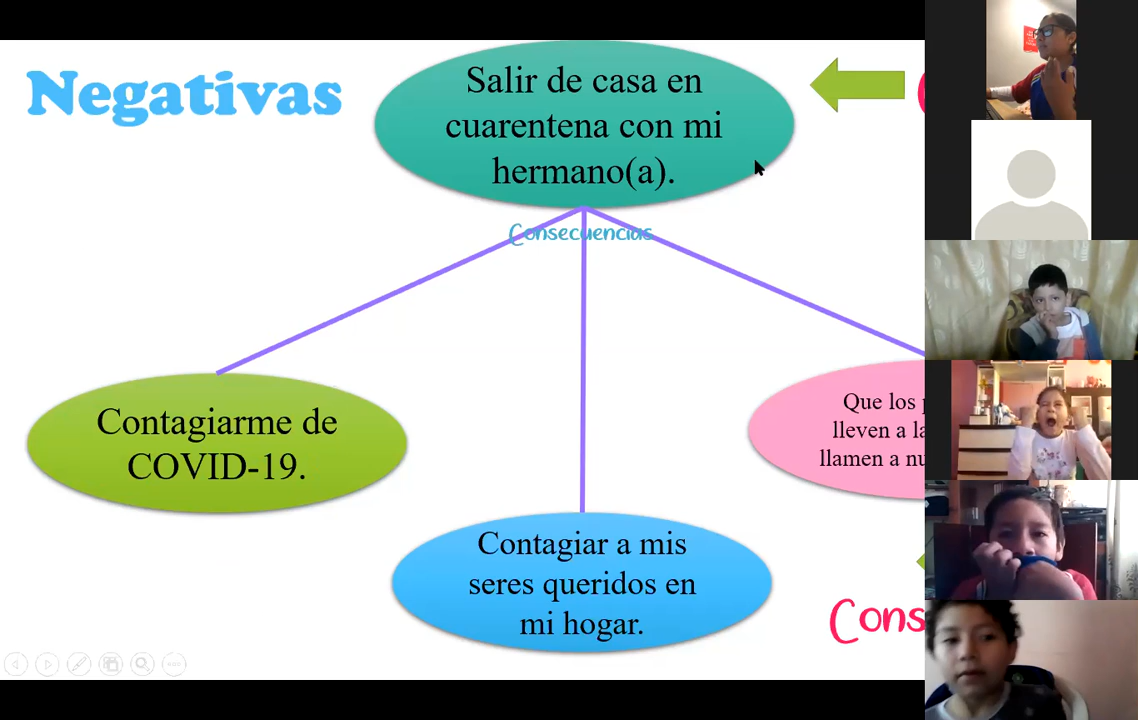 Negativas
Salir de casa en
cuarentena con mi
hermano(a).
Consecuencias
Contagiarme de
COVID-19.
Que los
lleven a la
llamen a
Contagiar a mis
seres queridos en
mi hogar.